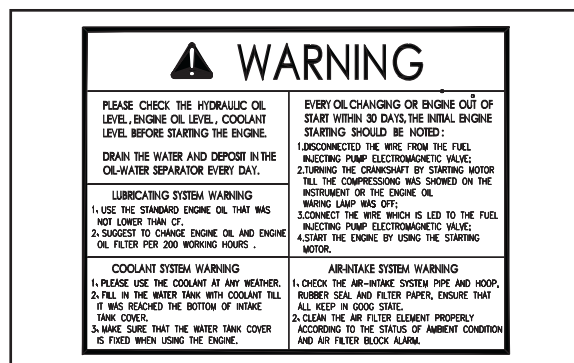 WARNING
PLEASE CHECK THE HYDRAULIC OIL
LEVEL, ENGINE OIL LEVEL, COOLANT
LEVEL BEFORE STARTING THE ENGINE.
DRAIN THE WATER AND DEPOSIT IN THE
OIL-WATER SEPARATOR EVERY DAY.
LUBRICATING SYSTEM WARNING
1、USE THE STANDARD ENGINE OIL THAT WAS
NOT LOWER THAN CF.
2、SUGGEST TO CHANGE ENGINE OIL AND ENGINE
OIL FILTER PER 200 WORKING HOURS .
COOLANT SYSTEM WARNING
1、PLEASE USE THE COOLANT AT ANY WEATHER.
2、FILL IN THE WATER TANK WITH COOLANT TILL
IT WAS REACHED THE BOTTOM OF INTAKE
TANK COVER.
3、MAKE SURE THAT THE WATER TANK COVER
IS FIXED WHEN USING THE ENGINE.
EVERY OIL CHANGING OR ENGINE OUT OF
START WITHIN 30 DAYS, THE INITIAL ENGINE
STARTING SHOULD BE NOTED :
1.DISCONNECTED THE WIRE FROM THE FUEL
INJECTING PUMP ELECTROMAGNETIC VALVE;
2.TURNING THE CRANKSHAFT BY STARTING MOTOR
TILL THE COMPRESSIONG WAS SHOWED ON THE
INSTRUMENT OR THE ENGINE OIL
WARING LAMP WAS OFF;
3.CONNECT THE WIRE WHICH IS LED TO THE FUEL
INJECTING PUMP ELECTROMAGNETIC VALVE;
4.START THE ENGINE BY USING THE STARTING
MOTOR.
AIR-INTAKE SYSTEM WARNING
1、CHECK THE AIR-INTAKE SYSTEM PIPE AND HOOP,
RUBBER SEAL AND FILTER PAPER, ENSURE THAT
ALL KEEP IN GOOG STATE.
2、CLEAN THE AIR FILTER ELEMENT PROPERLY
ACCORDING TO THE STATUS OF AMBIENT CONDITION
AND AIR FILTER BLOCK ALARM.